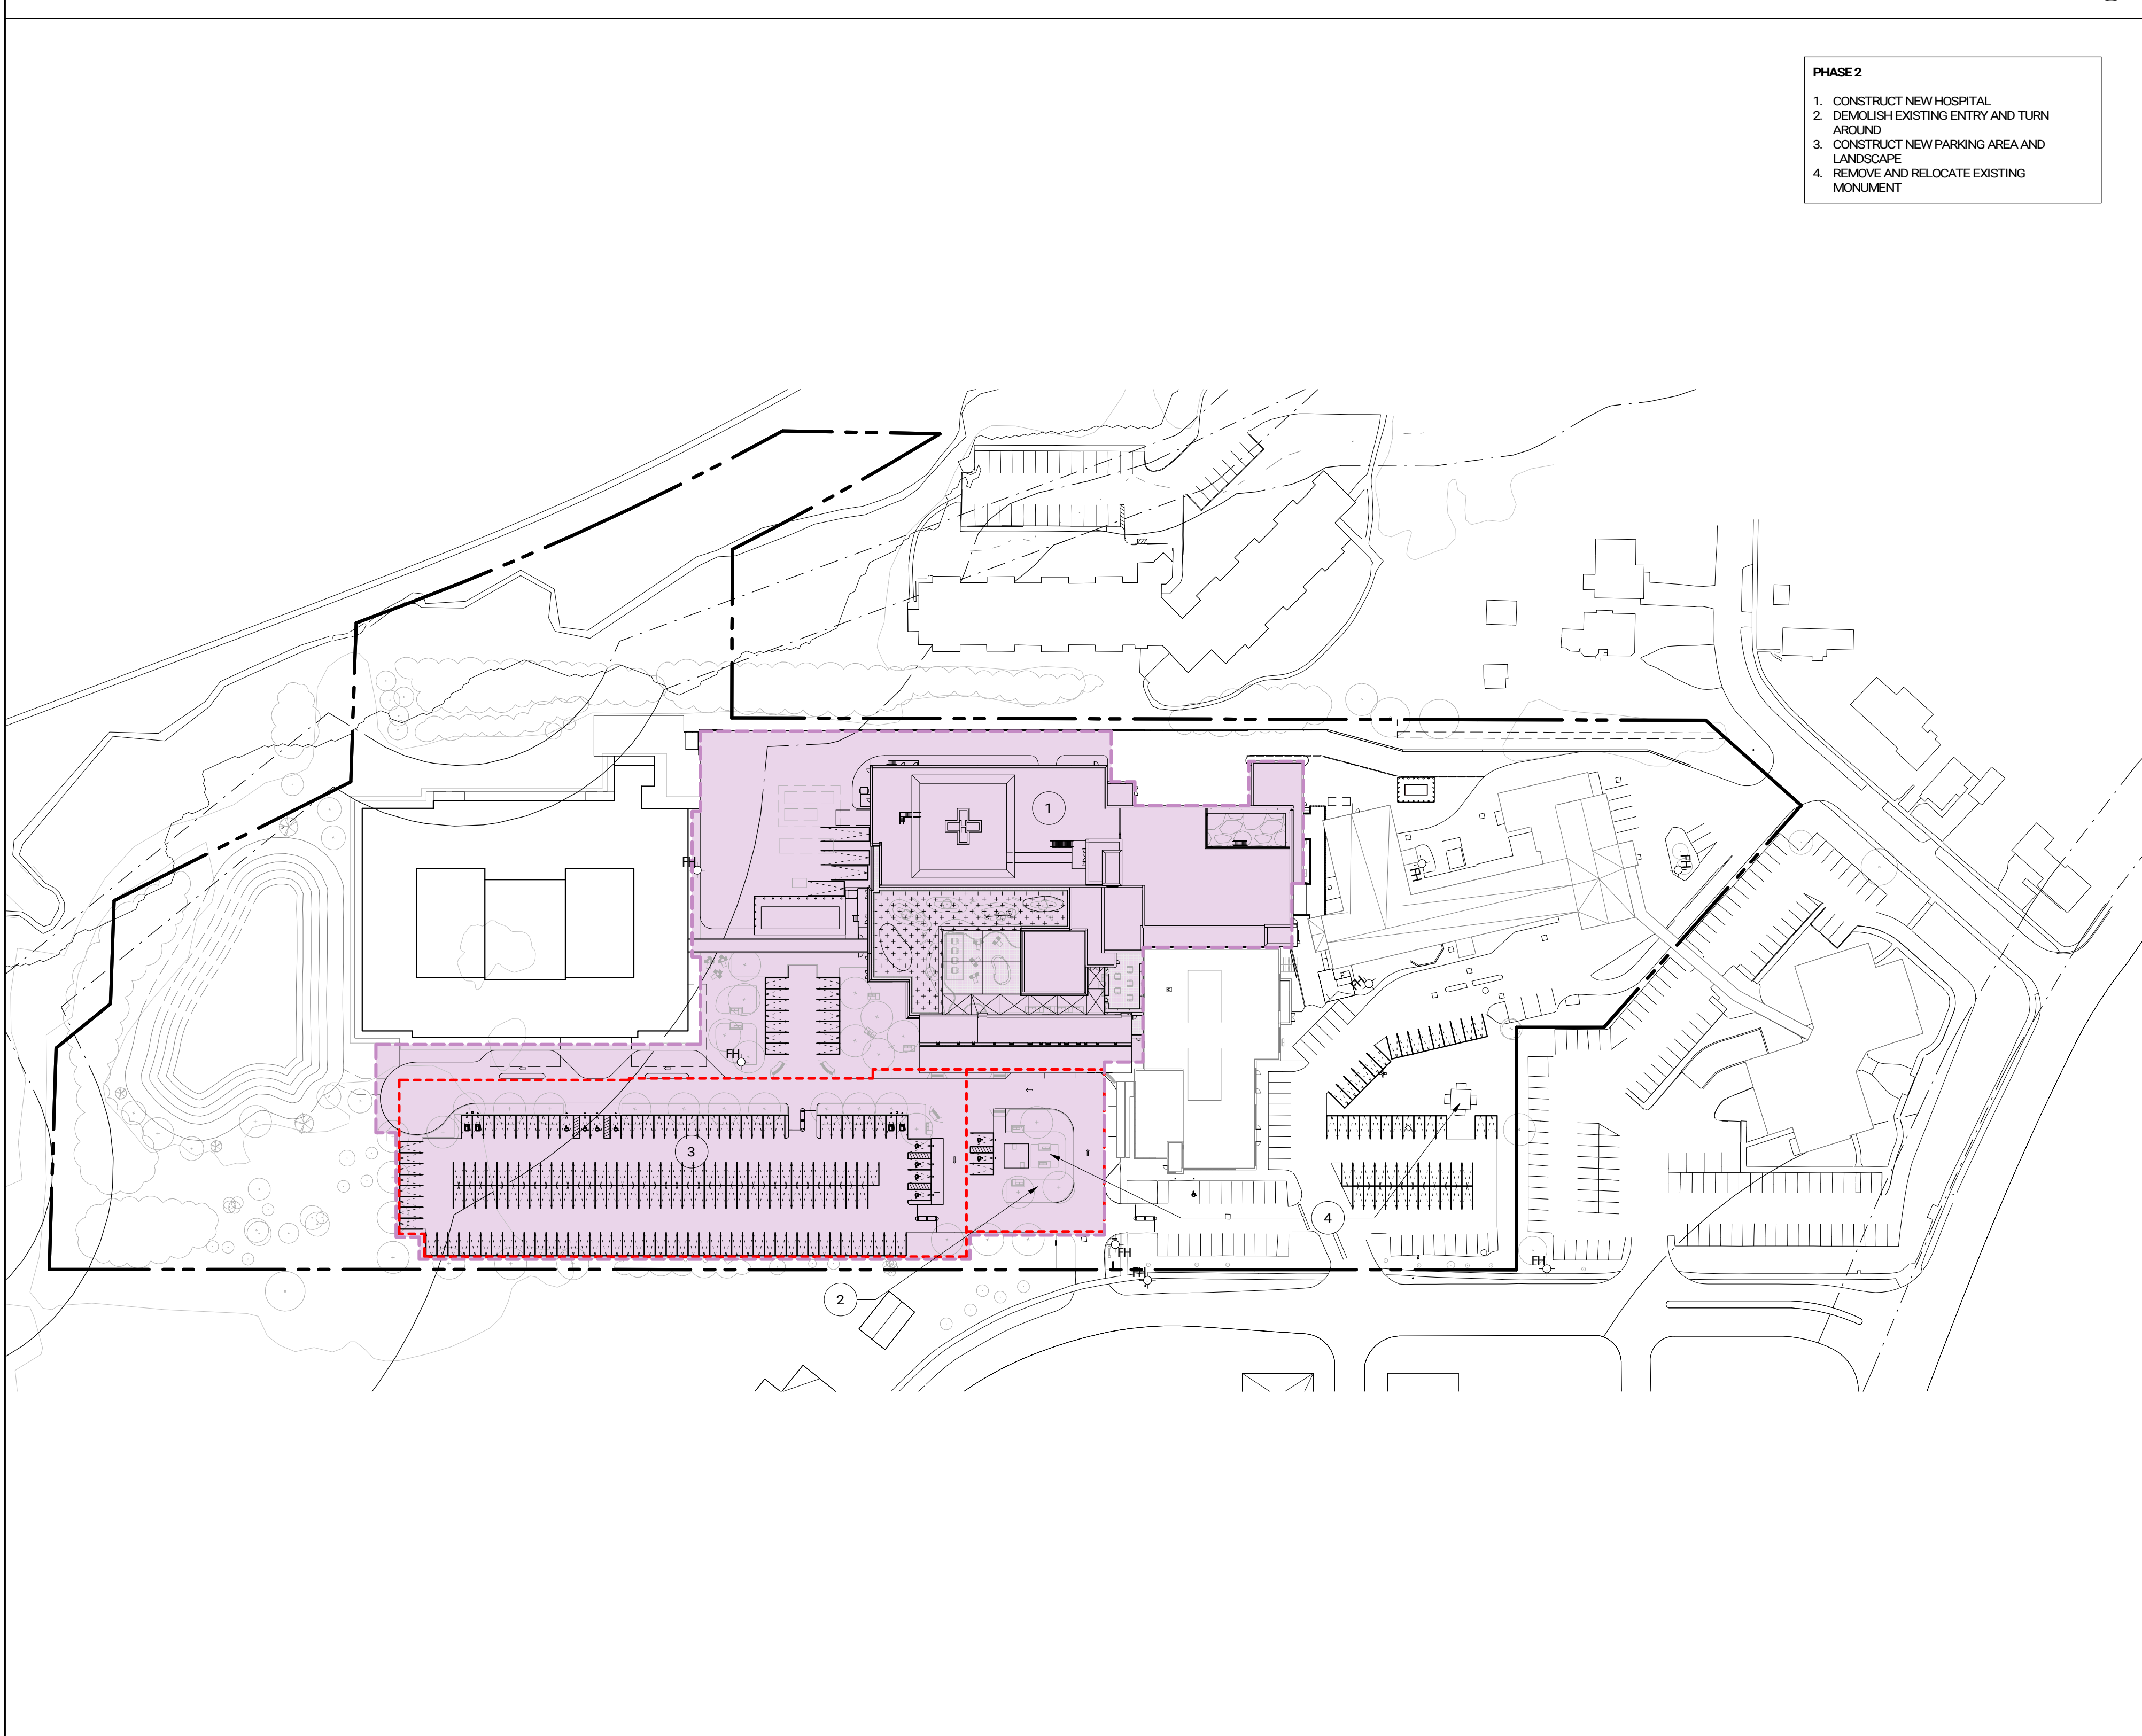 PHASE 2
1. CONSTRUCT NEW HOSPITAL
2. DEMOLISH EXISTING ENTRY AND TURN
AROUND
3. CONSTRUCT NEW PARKING AREA AND
LANDSCAPE
4. REMOVE AND RELOCATE EXISTING
MONUMENT
1
FH
FH
FH
FH
M
FH
3
4
FH
FH
FH
2